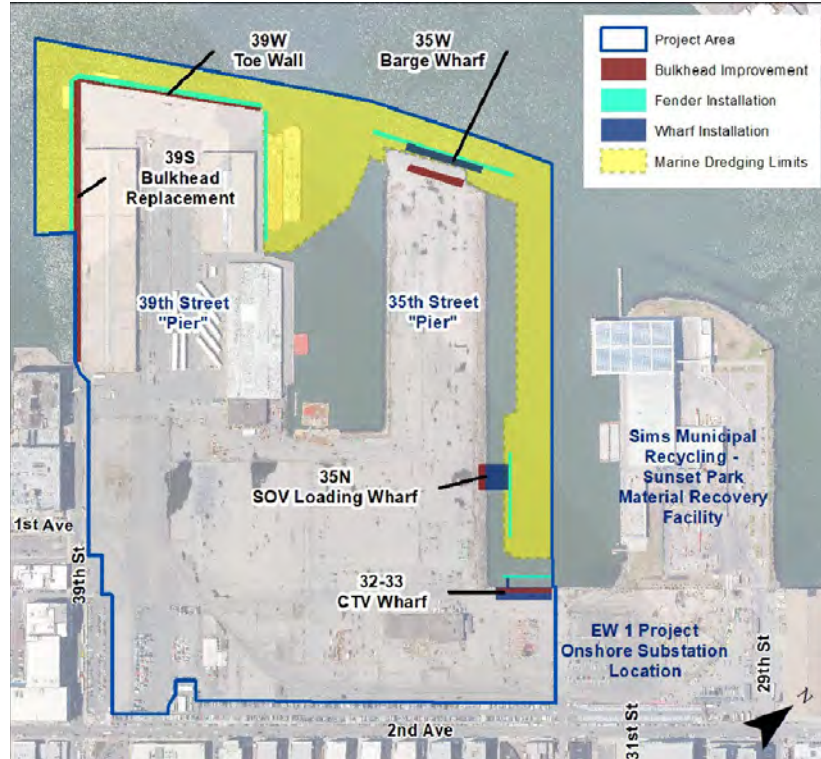 39W
Toe Wall
35W
Barge Wharf
Project Area
Bulkhead Improvement
Fender Installation
Wharf Installation
Marine Dredging Limits
39S
Bulkhead
Replacement
39th Street
"Pier"
35th Street
"Pier"
Sims Municipal
Recycling -
Sunset Park
Material Recovery
Facility
35N
SOV Loading Wharf
1st Ave
39th St
32-33
CTV Wharf
EW 1 Project
Onshore Substation
Location
29th St
31st St
2nd Ave
N